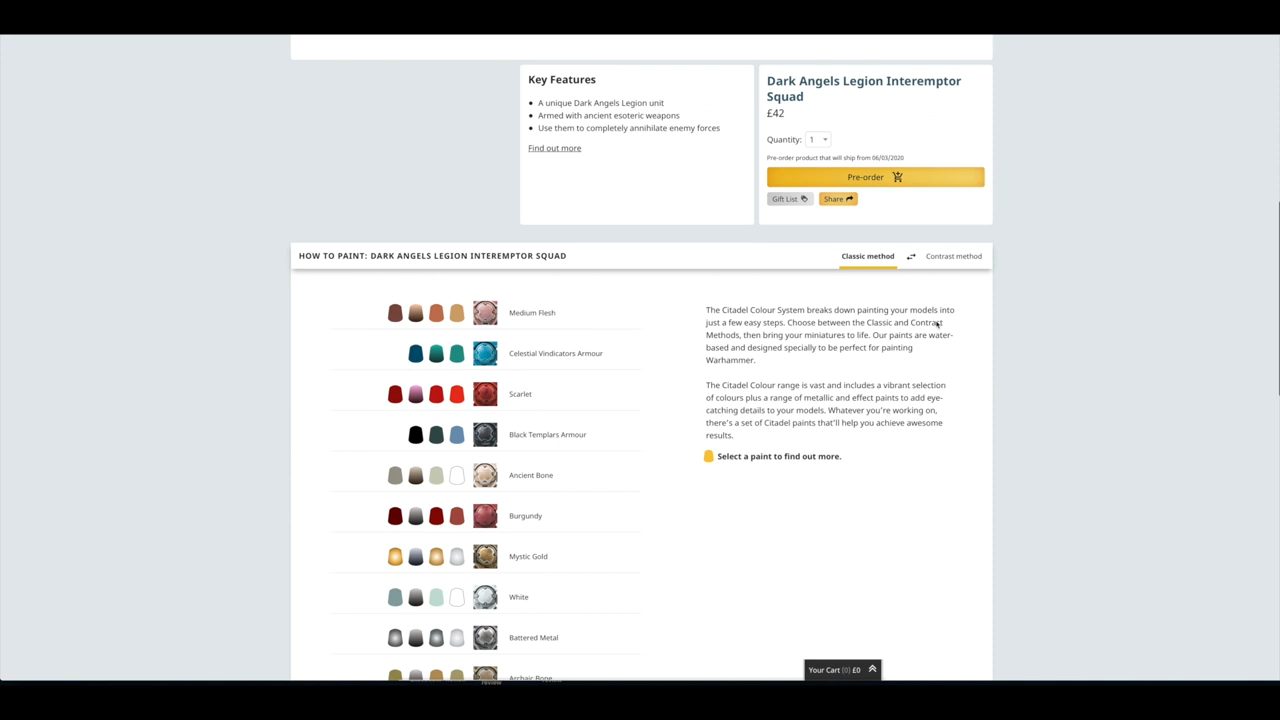 Key Features
A unique Dark Angels Legion unit
Armed with ancient esoteric weapons
Use them to completely annihilate enemy forces
Find out more
Dark Angels Legion Interemptor
Squad
£42
Quantity: 1
Pre-order product that will ship from 06/03/2020
Pre-order
Gift List
Share
HOW TO PAINT: DARK ANGELS LEGION INTEREMPTOR SQUAD
Classic method
Contrast method
Medium Flesh
Celestial Vindicators Armour
Scarlet
Black Templars Armour
Ancient Bone
Burgundy
Mystic Gold
White
Battered Metal
Archaic Bone
The Citadel Colour System breaks down painting your models into
just a few easy steps. Choose between the Classic and Contrast
Methods, then bring your miniatures to life. Our paints are water-
based and designed specially to be perfect for painting
Warhammer.
The Citadel Colour range is vast and includes a vibrant selection
of colours plus a range of metallic and effect paints to add eye-
catching details to your models. Whatever you're working on,
there's a set of Citadel paints that'll help you achieve awesome
results.
Select a paint to find out more.
Your Cart (0) £0
review